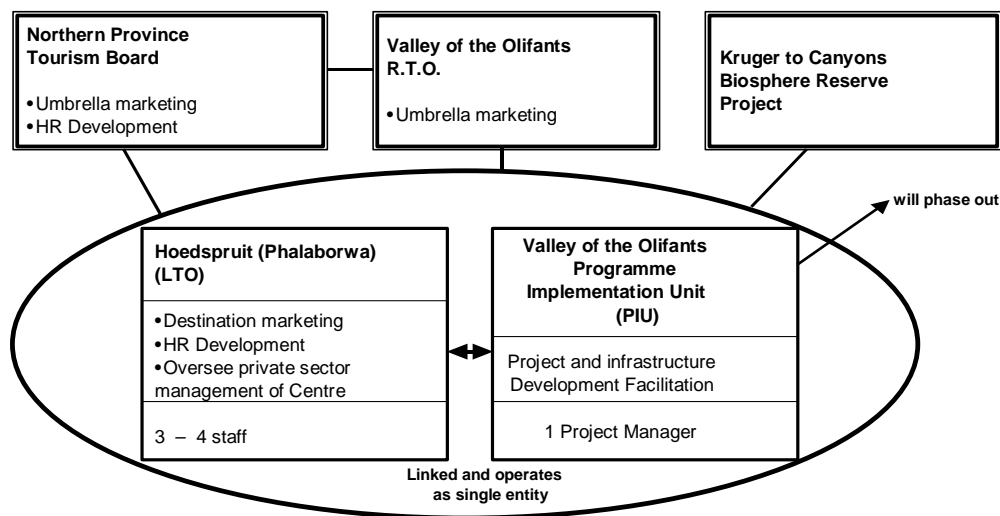 Northern Province
Tourism Board
•Umbrella marketing
•HR Development
Valley of the Olifants
R.T.O.
•Umbrella marketing
Kruger to Canyons
Biosphere Reserve
Project
will phase out
Hoedspruit (Phalaborwa)
(LTO)
•Destination marketing
•HR Development
•Oversee private sector
management of Centre
3 – 4 staff
Valley of the Olifants
Programme
Implementation Unit
(PIU)
Project and infrastructure
Development Facilitation
1 Project Manager
Linked and operates
as single entity